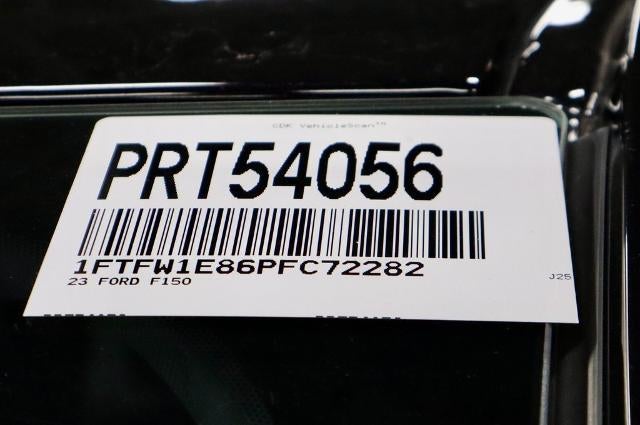 CDK VehicleScan™
PRT54056
1FTFW1E86PFC72282
23 FORD F150
J25